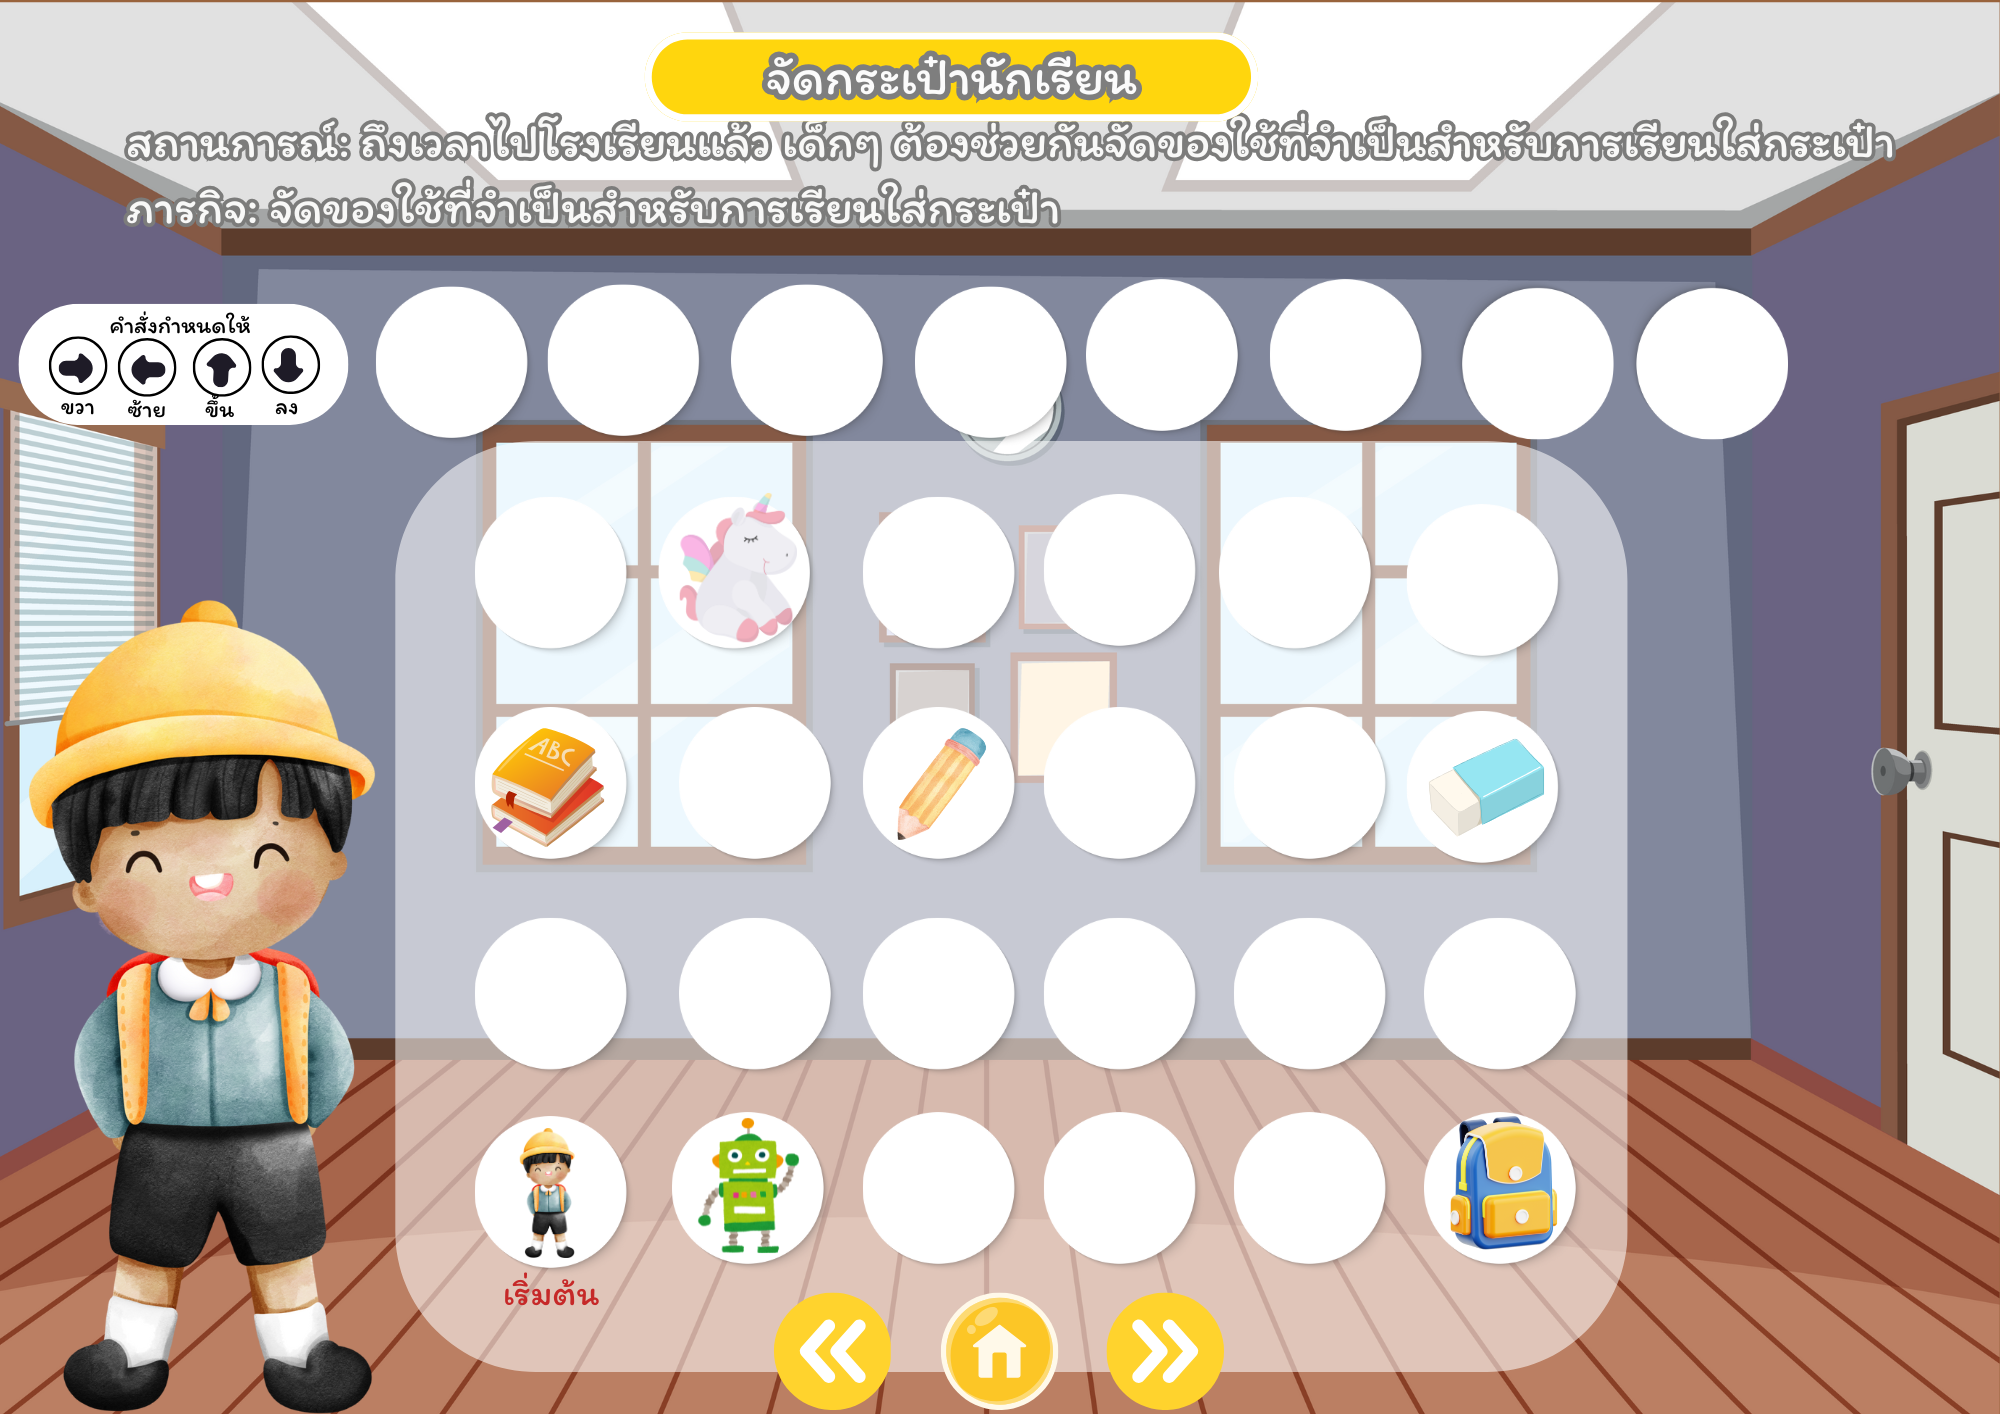 จัดกระเป๋านักเรียน
สถานการณ์: ถึงเวลาไปโรงเรียนแล้ว เด็กๆ ต้องช่วยกันจัดของใช้ที่จำเป็นสำหรับการเรียนใส่กระเป๋า
ภารกิจ: จัดของใช้ที่จำเป็นสำหรับการเรียนใส่กระเป๋า
คำสั่งกำหนดให้
ขวา ซ้าย ขึ้น ลง
ABC
เริ่มต้น